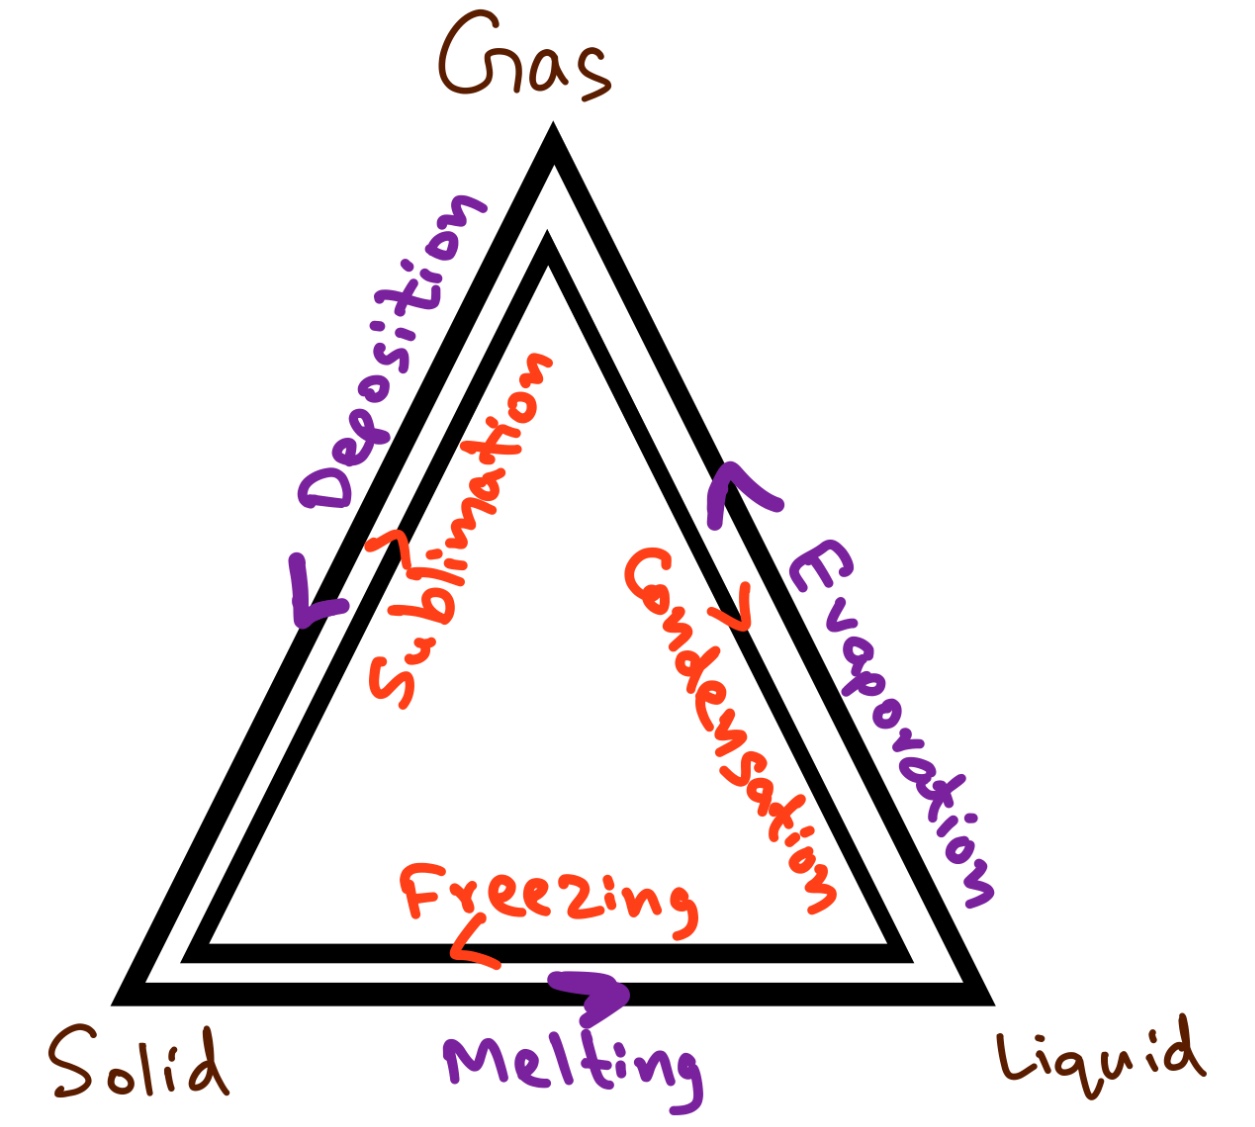 Gas
Deposition
Sublimation
Condensation
Evaporation
Freezing
Melting
Solid
Liquid